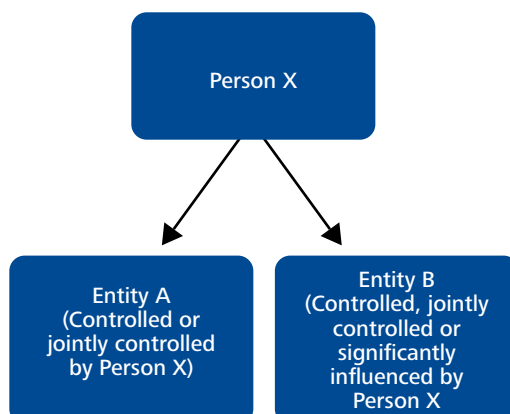 Person X
Entity A
(Controlled or
jointly controlled
by Person X)
Entity B
(Controlled, jointly
controlled or
significantly
influenced by
Person X